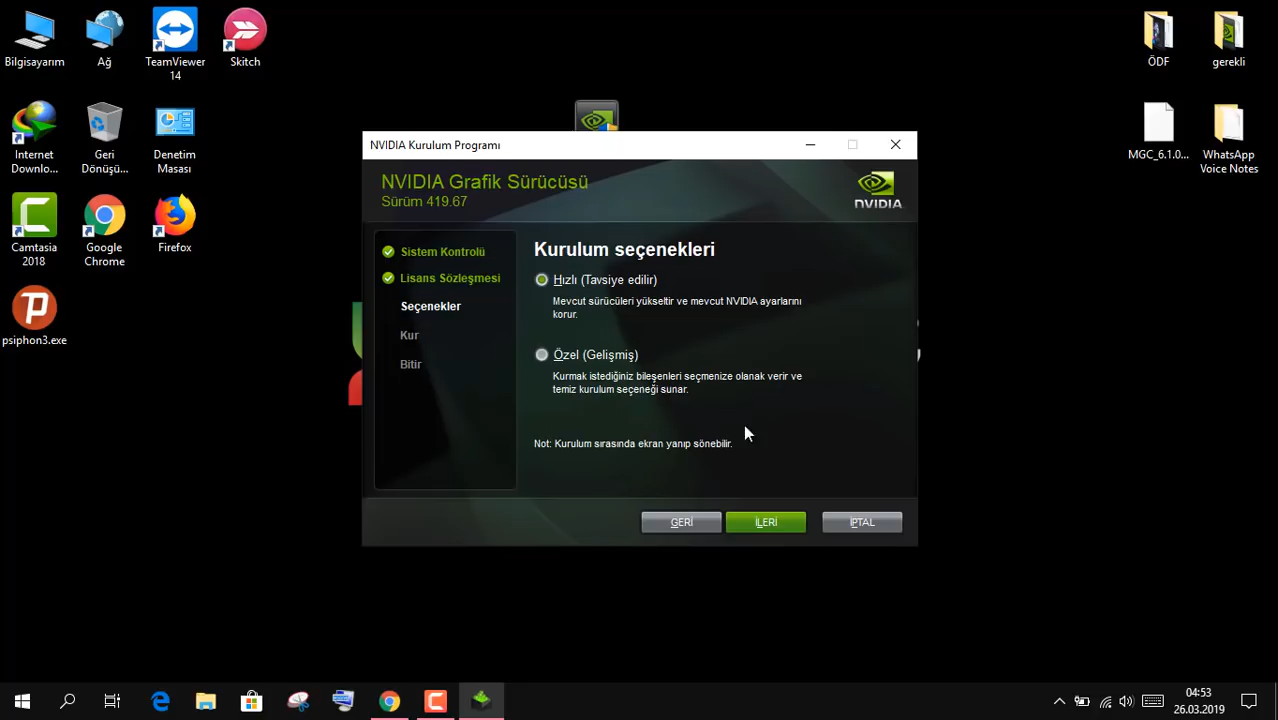 Bilgisayarım
Ağ
TeamViewer
14
Skitch
ÖDF
gerekli
Internet
Downlo...
Geri
Dönüşü...
Denetim
Masası
MGC_6.1.0...
WhatsApp
Voice Notes
Camtasia
2018
Google
Chrome
Firefox
psiphon3.exe
NVIDIA Kurulum Programı
NVIDIA Grafik Sürücüsü
Sürüm 419.67
NVIDIA
Sistem Kontrolü
Lisans Sözleşmesi
Seçenekler
Kur
Bitir
Kurulum seçenekleri
Hızlı (Tavsiye edilir)
Mevcut sürücüleri yükseltir ve mevcut NVIDIA ayarlarını
korur.
Özel (Gelişmiş)
Kurmak istediğiniz bileşenleri seçmenize olanak verir ve
temiz kurulum seçeneği sunar.
Not: Kurulum sırasında ekran yanıp sönebilir.
GERİ
İLERİ
İPTAL
04:53
26.03.2019